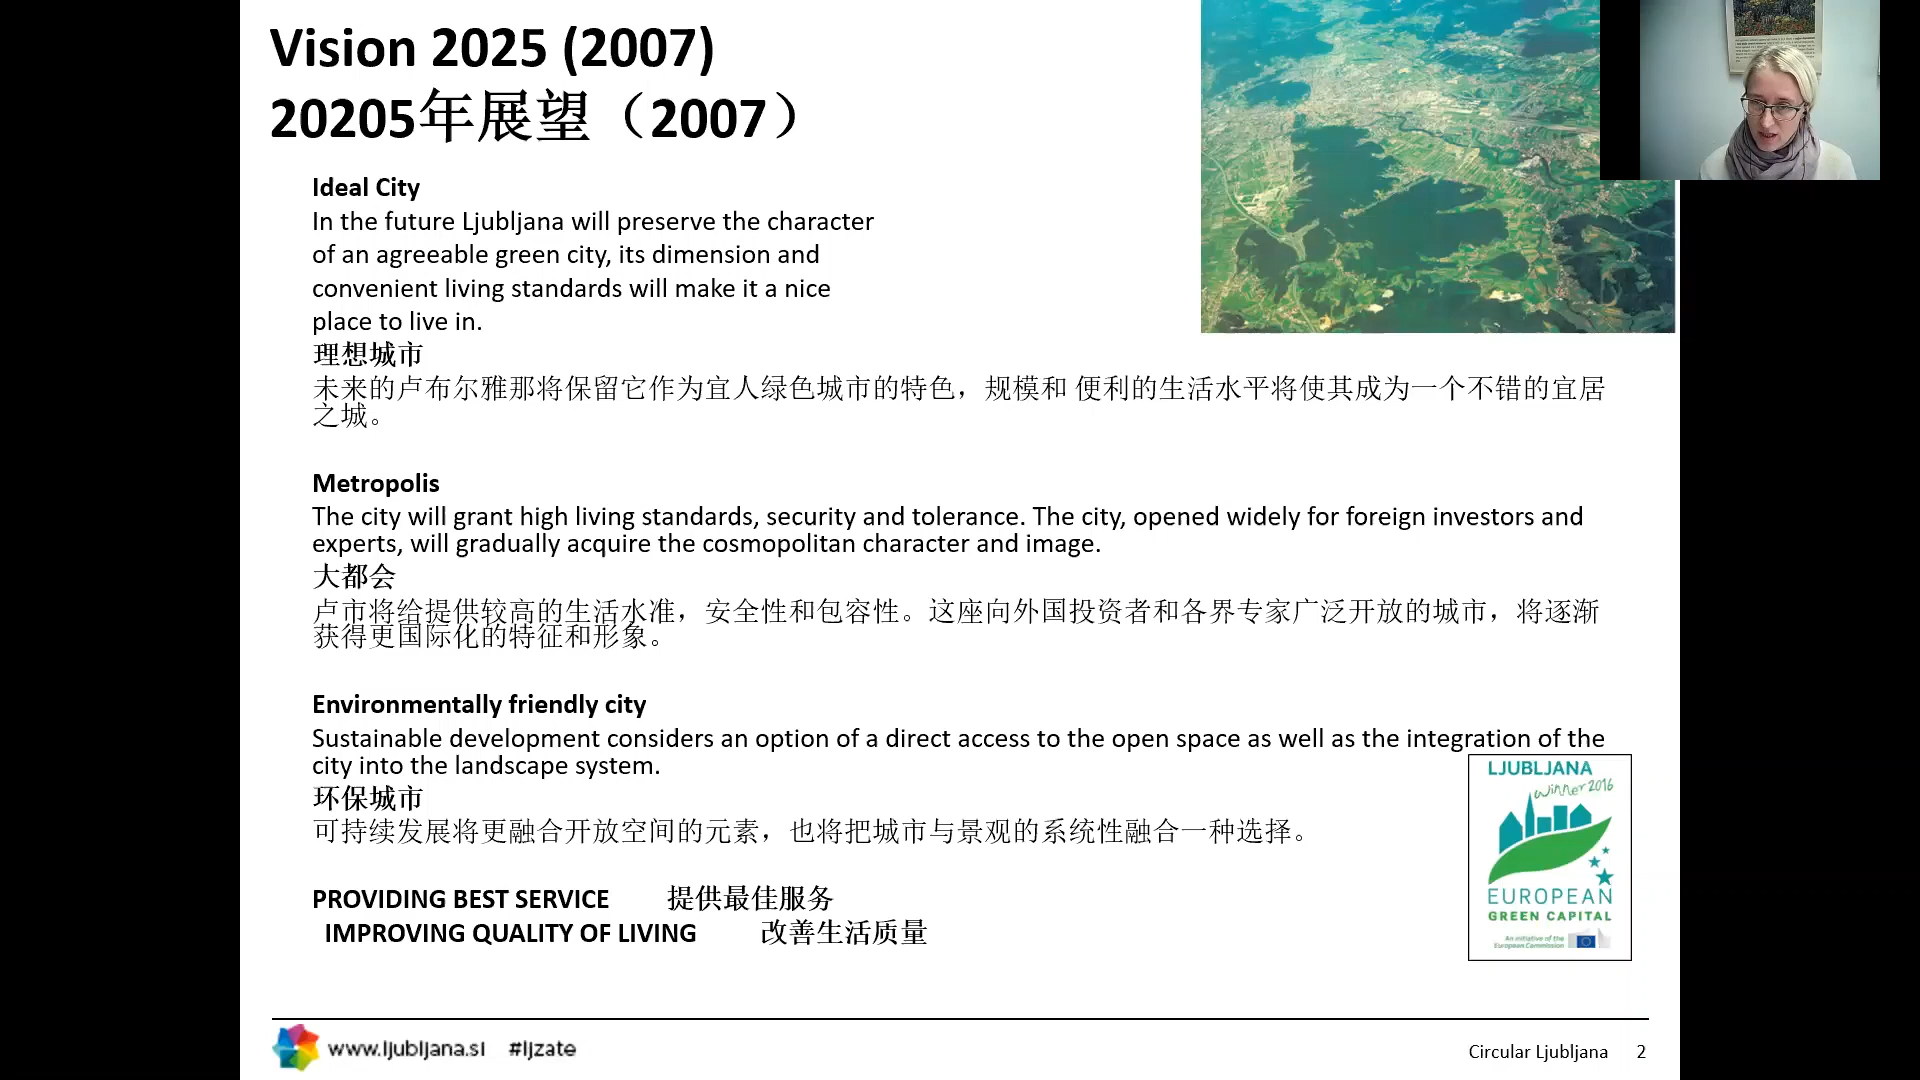 Vision 2025 (2007)
20205年展望（2007）
Ideal City
In the future Ljubljana will preserve the character
of an agreeable green city, its dimension and
convenient living standards will make it a nice
place to live in.
理想城市
未来的卢布尔雅那将保留它作为宜人绿色城市的特色，规模和 便利的生活水平将使其成为一个不错的宜居
之城。
Metropolis
The city will grant high living standards, security and tolerance. The city, opened widely for foreign investors and
experts, will gradually acquire the cosmopolitan character and image.
大都会
卢市将给提供较高的生活水准，安全性和包容性。这座向外国投资者和各界专家广泛开放的城市，将逐渐
获得更国际化的特征和形象。
Environmentally friendly city
Sustainable development considers an option of a direct access to the open space as well as the integration of the
city into the landscape system.
环保城市
可持续发展将更融合开放空间的元素，也将把城市与景观的系统性融合一种选择。
PROVIDING BEST SERVICE 提供最佳服务
IMPROVING QUALITY OF LIVING 改善生活质量
LJUBLJANA
winner 2016
EUROPEAN
GREEN CAPITAL
An initiative of the
European Commission
www.ljubljana.si #ljzate
Circular Ljubljana 2